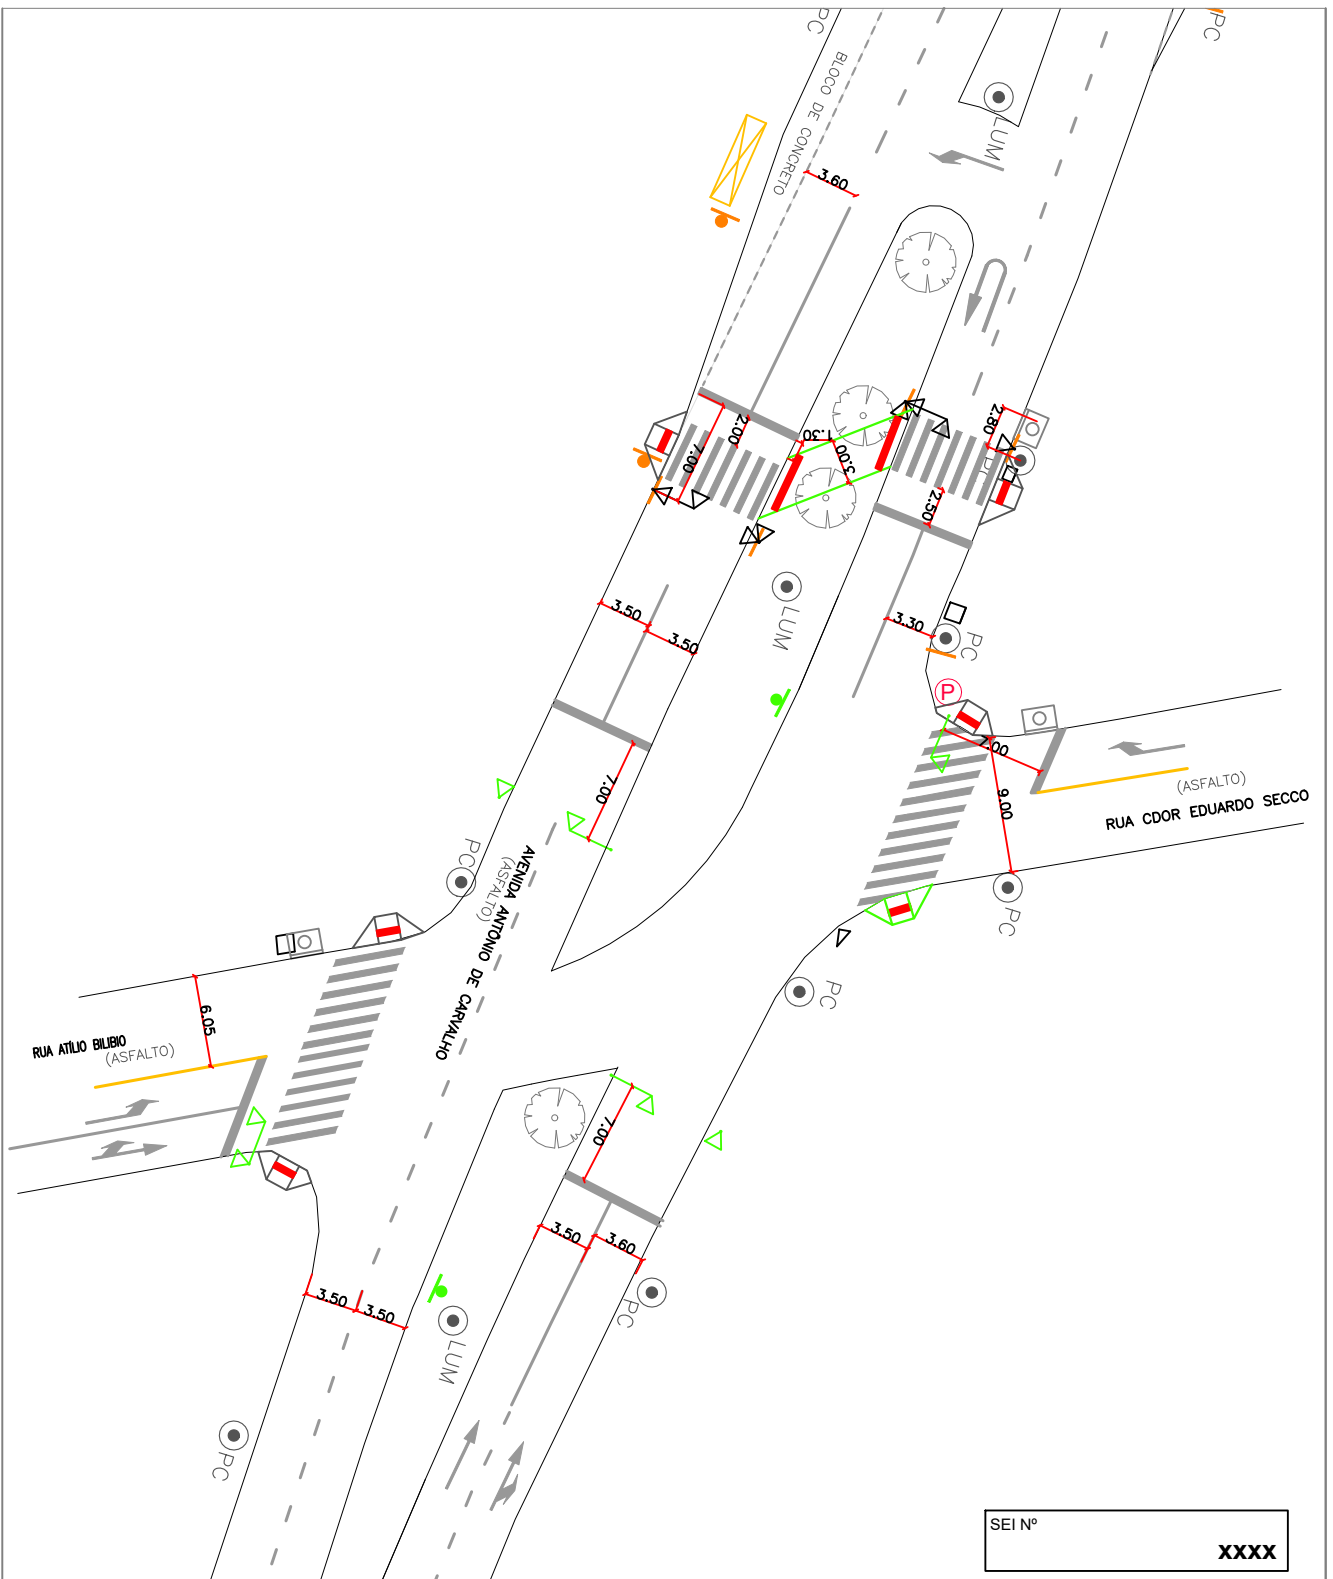 PC
PC
BLOCO DE CONCRETO
LUM
3.60
2.00
7.00
1.30
3.00
2.80
PC
2.50
LUM
3.50
3.50
3.30
PC
P
7.00
7.00
9.00
(ASFALTO)
RUA CDOR EDUARDO SECCO
PC
AVENIDA ANTÔNIO DE CARVALHO
(ASFALTO)
PC
PC
6.05
RUA ATÍLIO BILIBIO
(ASFALTO)
7.00
3.50
3.60
3.50
3.50
PC
LUM
PC
SEI Nº
XXXX